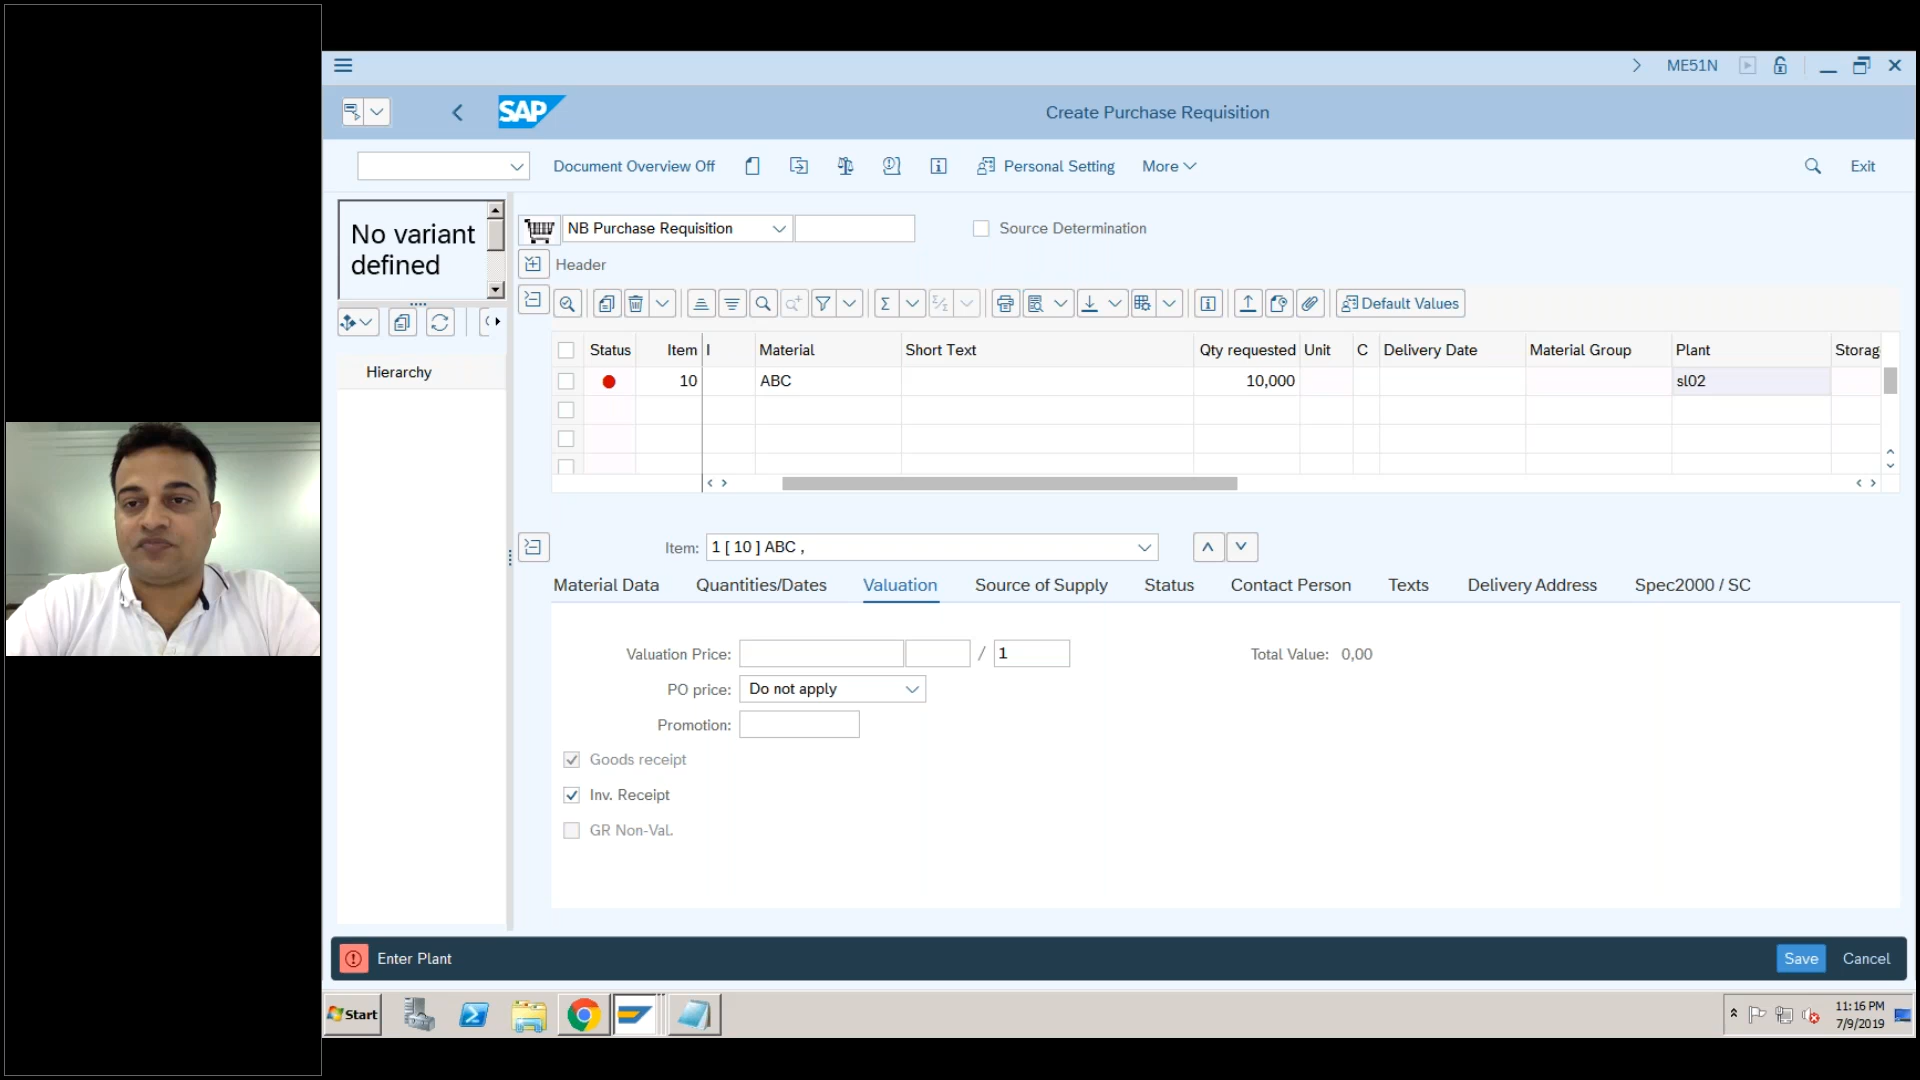 ME51N
SAP
Create Purchase Requisition
Document Overview Off
Personal Setting
More
Exit
No variant
defined
NB Purchase Requisition
Source Determination
Header
Default Values
Hierarchy
Status Item I Material Short Text Qty requested Unit C Delivery Date Material Group Plant Storag
10 ABC 10,000 sl02
Item: 1 [ 10 ] ABC ,
Material Data Quantities/Dates Valuation Source of Supply Status Contact Person Texts Delivery Address Spec2000 / SC
Valuation Price: / 1 Total Value: 0,00
PO price: Do not apply
Promotion:
Goods receipt
Inv. Receipt
GR Non-Val.
Enter Plant
Save Cancel
Start
11:16 PM
7/9/2019